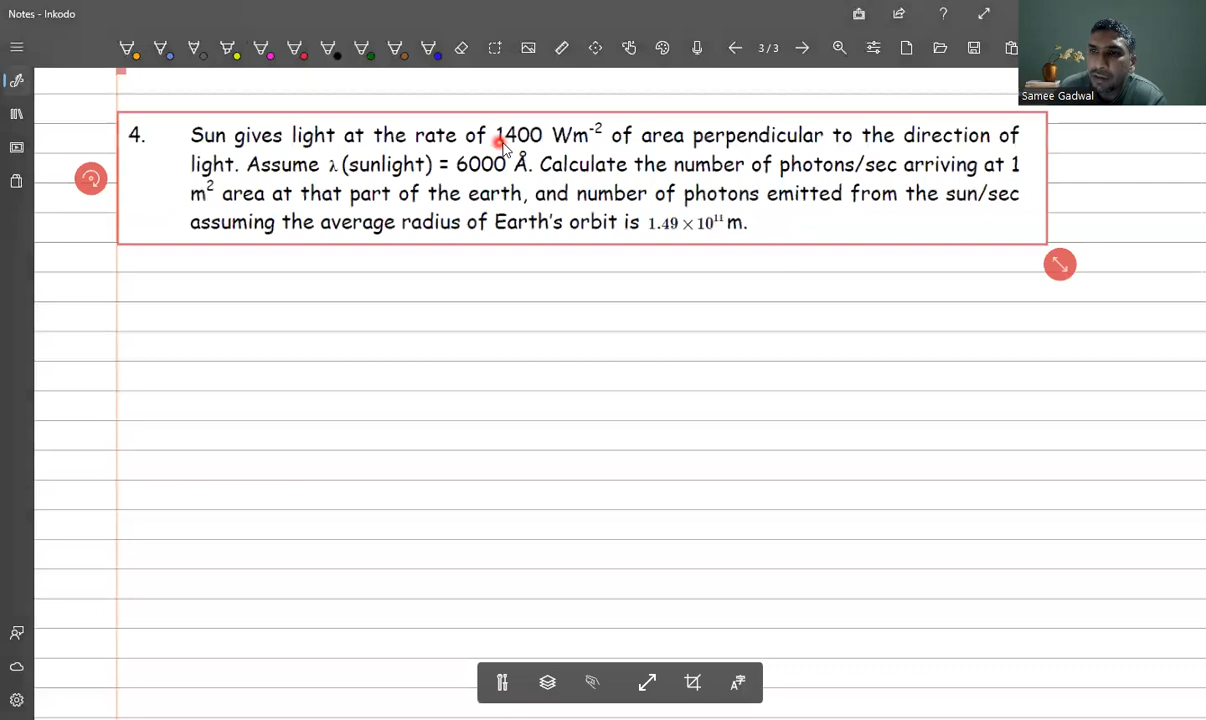 Notes - Inkodo
3/3
Samee Gadwal
4. Sun gives light at the rate of 1400 Wm⁻² of area perpendicular to the direction of
light. Assume λ (sunlight) = 6000 Å. Calculate the number of photons/sec arriving at 1
m² area at that part of the earth, and number of photons emitted from the sun/sec
assuming the average radius of Earth's orbit is 1.49 × 10¹¹ m.